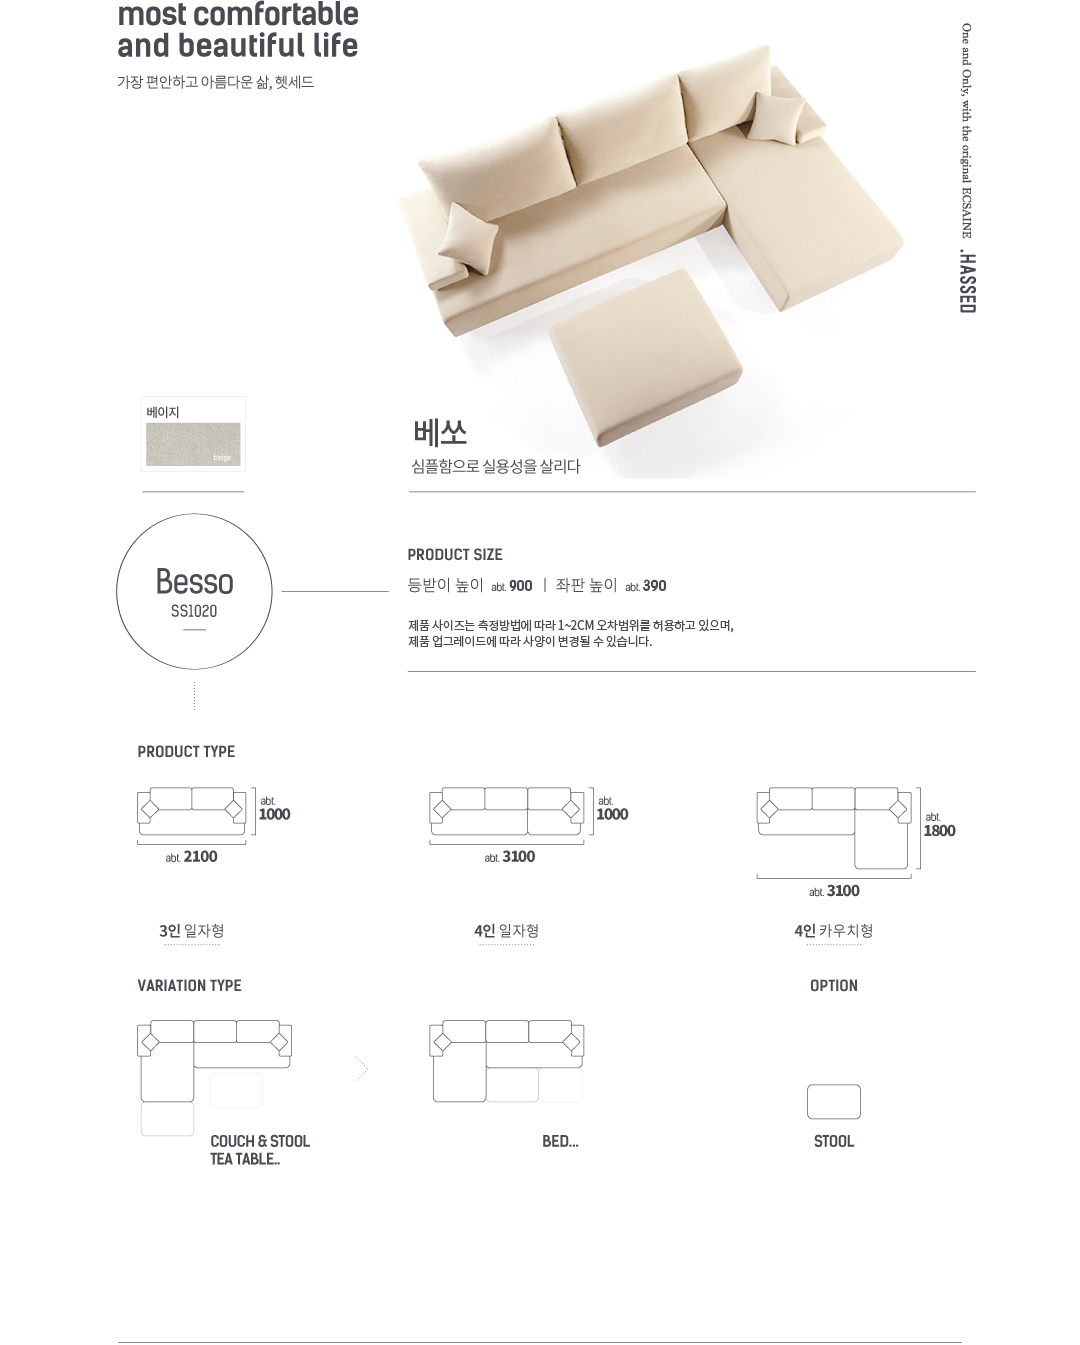 most comfortable
and beautiful life
가장 편안하고 아름다운 삶, 헷세드
One and Only, with the original ECSAINE .HASSED
베이지
beige
베쏘
심플함으로 실용성을 살리다
Besso
SS1020
PRODUCT SIZE
등받이 높이 abt. 900 | 좌판 높이 abt. 390
제품 사이즈는 측정방법에 따라 1~2CM 오차범위를 허용하고 있으며,
제품 업그레이드에 따라 사양이 변경될 수 있습니다.
PRODUCT TYPE
abt.
1000
abt. 2100
3인 일자형
abt.
1000
abt. 3100
4인 일자형
abt.
1800
abt. 3100
4인 카우치형
VARIATION TYPE
COUCH & STOOL
TEA TABLE..
BED...
OPTION
STOOL